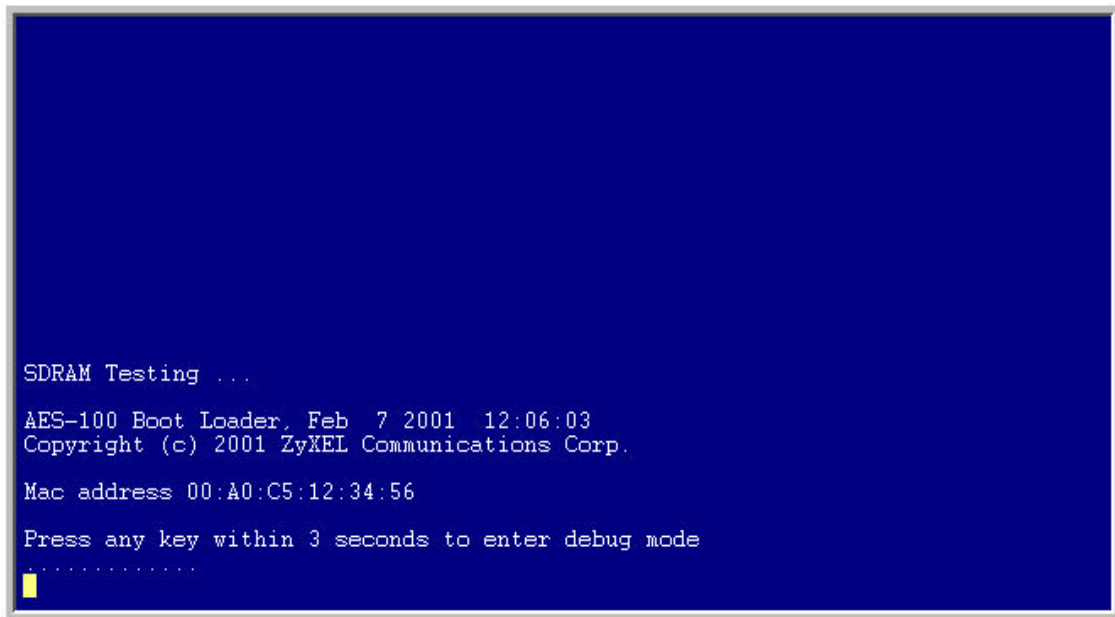 SDRAM Testing ...
AES-100 Boot Loader, Feb  7 2001  12:06:03
Copyright (c) 2001 ZyXEL Communications Corp.
Mac address 00:A0:C5:12:34:56
Press any key within 3 seconds to enter debug mode
.............